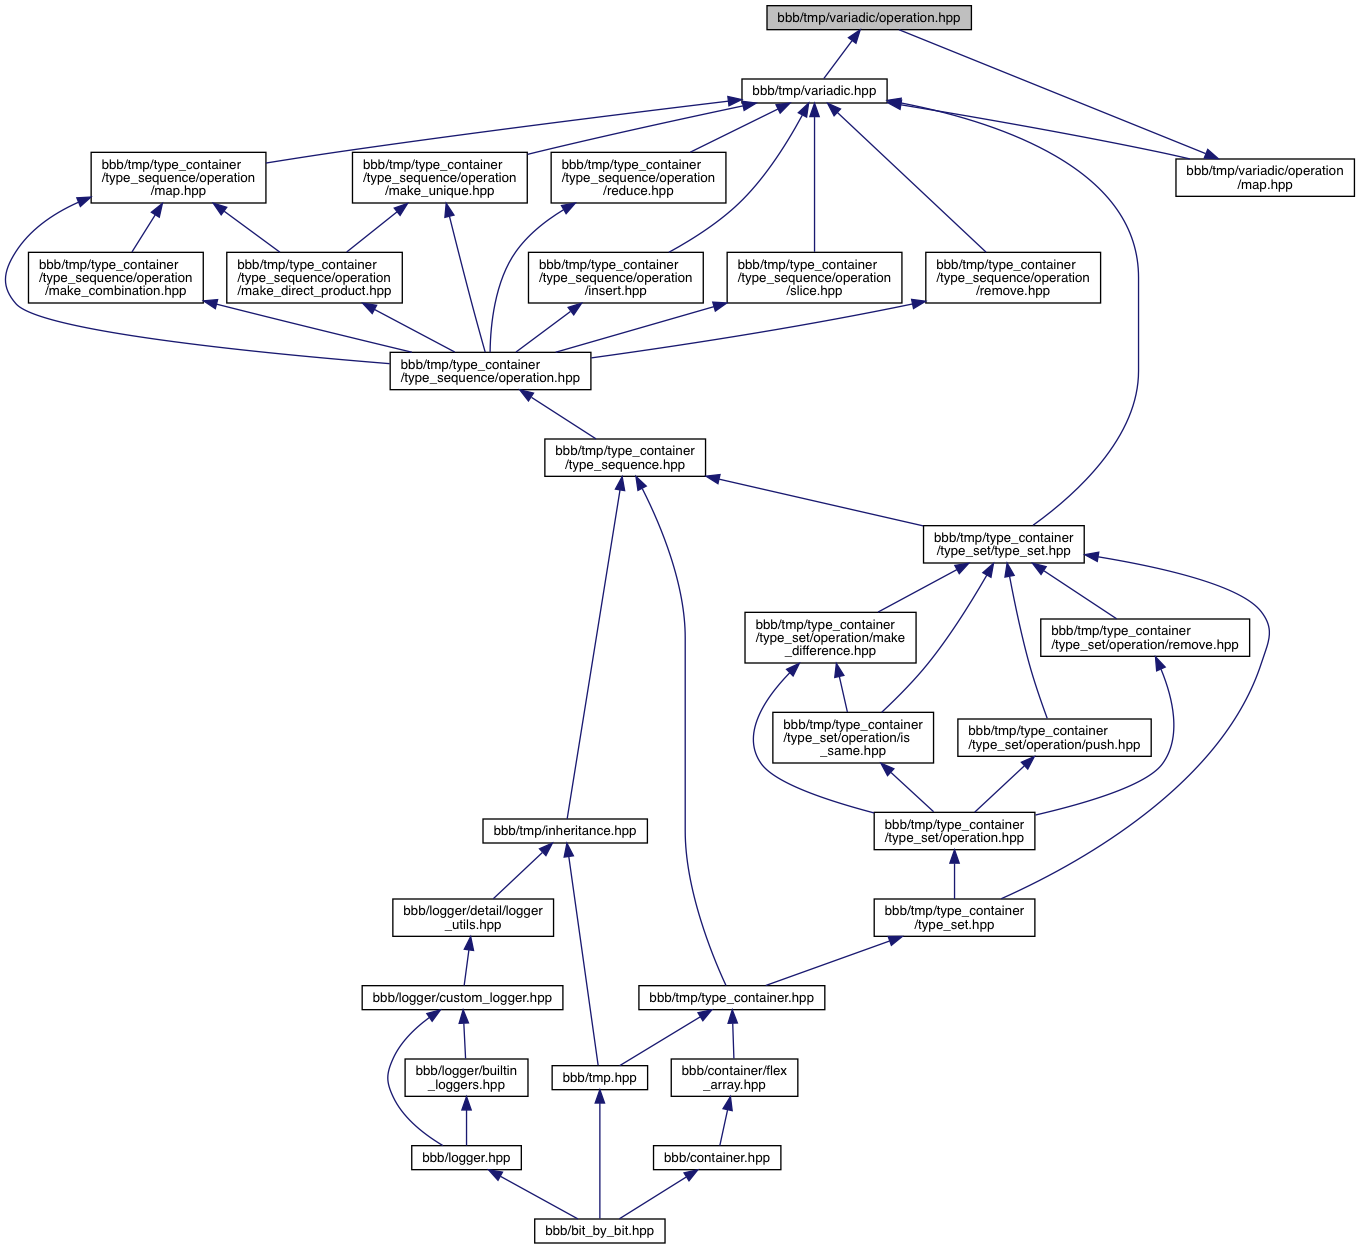 bbb/tmp/variadic/operation.hpp
bbb/tmp/variadic.hpp
bbb/tmp/type_container
/type_sequence/operation
/map.hpp
bbb/tmp/type_container
/type_sequence/operation
/make_unique.hpp
bbb/tmp/type_container
/type_sequence/operation
/reduce.hpp
bbb/tmp/variadic/operation
/map.hpp
bbb/tmp/type_container
/type_sequence/operation
/make_combination.hpp
bbb/tmp/type_container
/type_sequence/operation
/make_direct_product.hpp
bbb/tmp/type_container
/type_sequence/operation
/insert.hpp
bbb/tmp/type_container
/type_sequence/operation
/slice.hpp
bbb/tmp/type_container
/type_sequence/operation
/remove.hpp
bbb/tmp/type_container
/type_sequence/operation.hpp
bbb/tmp/type_container
/type_sequence.hpp
bbb/tmp/type_container
/type_set/type_set.hpp
bbb/tmp/type_container
/type_set/operation/make
_difference.hpp
bbb/tmp/type_container
/type_set/operation/remove.hpp
bbb/tmp/type_container
/type_set/operation/is
_same.hpp
bbb/tmp/type_container
/type_set/operation/push.hpp
bbb/tmp/inheritance.hpp
bbb/tmp/type_container
/type_set/operation.hpp
bbb/logger/detail/logger
_utils.hpp
bbb/tmp/type_container
/type_set.hpp
bbb/logger/custom_logger.hpp
bbb/tmp/type_container.hpp
bbb/logger/builtin
_loggers.hpp
bbb/tmp.hpp
bbb/container/flex
_array.hpp
bbb/logger.hpp
bbb/container.hpp
bbb/bit_by_bit.hpp